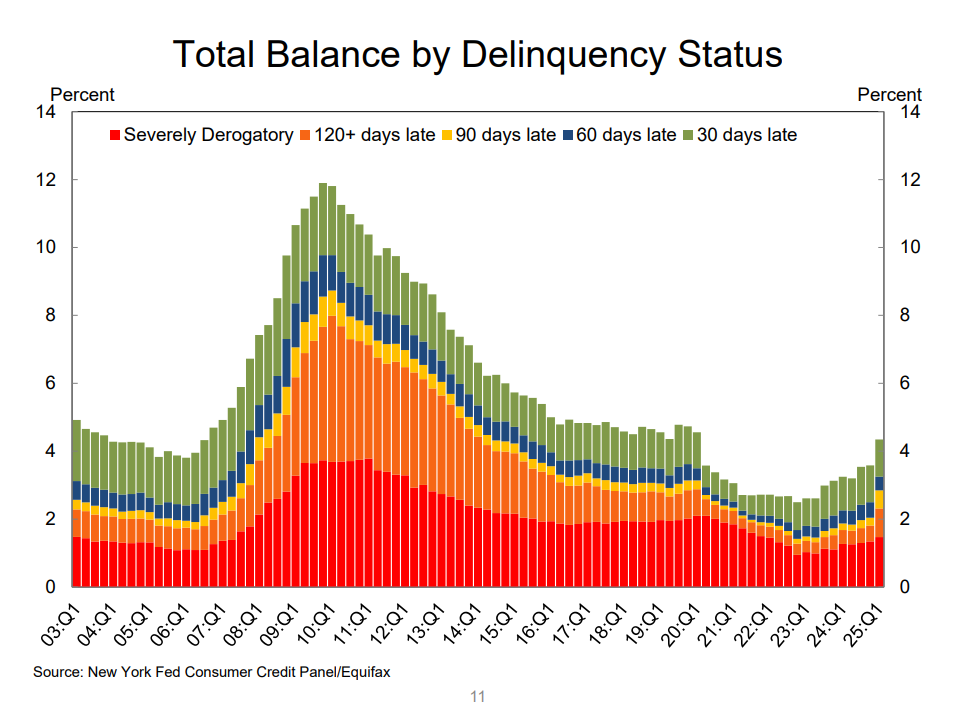 Total Balance by Delinquency Status
Percent Percent
Severely Derogatory 120+ days late 90 days late 60 days late 30 days late
14 14
12 12
10 10
8 8
6 6
4 4
2 2
0 0
03:Q1 04:Q1 05:Q1 06:Q1 07:Q1 08:Q1 09:Q1 10:Q1 11:Q1 12:Q1 13:Q1 14:Q1 15:Q1 16:Q1 17:Q1 18:Q1 19:Q1 20:Q1 21:Q1 22:Q1 23:Q1 24:Q1 25:Q1
Source: New York Fed Consumer Credit Panel/Equifax
11